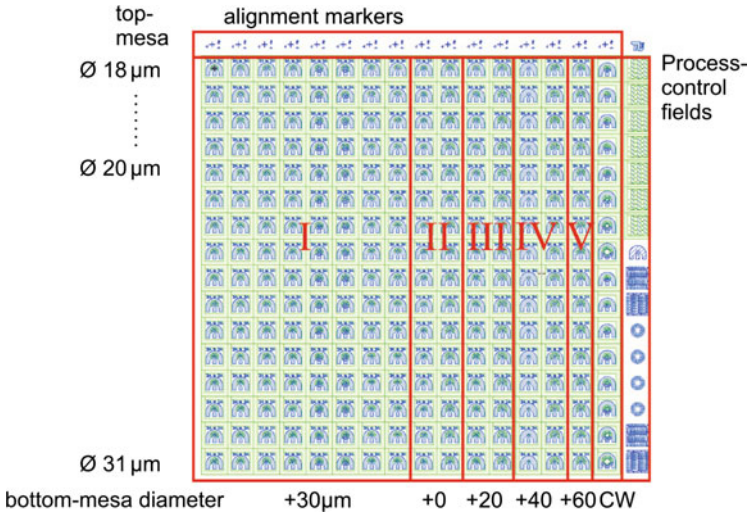 top-
mesa
alignment markers
Ø 18 µm
Process-
control
fields
Ø 20 µm
I II III IV V
Ø 31 µm
bottom-mesa diameter +30µm +0 +20 +40 +60 CW